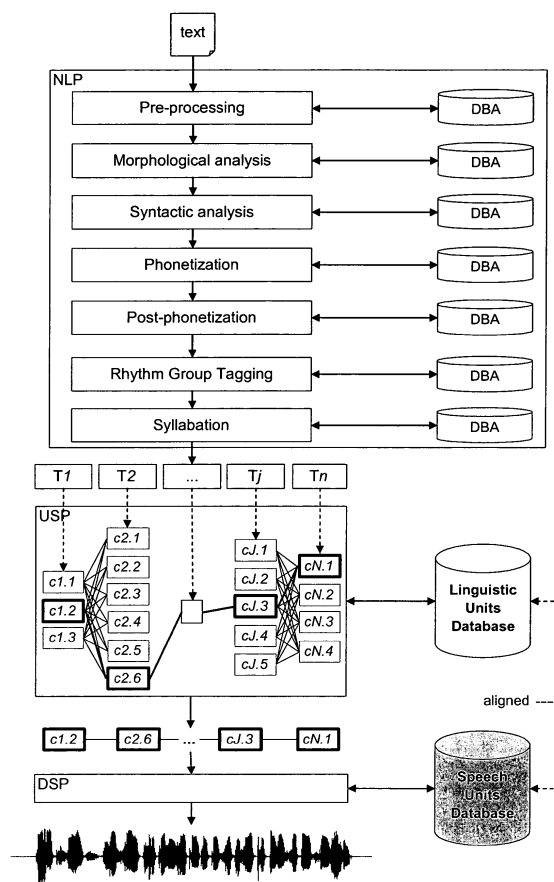 text
NLP
Pre-processing
DBA
Morphological analysis
DBA
Syntactic analysis
DBA
Phonetization
DBA
Post-phonetization
DBA
Rhythm Group Tagging
DBA
Syllabation
DBA
T1 T2 ... Tj Tn
USP
c1.1
c1.2
c1.3
c2.1
c2.2
c2.3
c2.4
c2.5
c2.6
cJ.1
cJ.2
cJ.3
cJ.4
cJ.5
cN.1
cN.2
cN.3
cN.4
Linguistic
Units
Database
aligned
c1.2 c2.6 ... cJ.3 cN.1
DSP
Speech
Units
Database